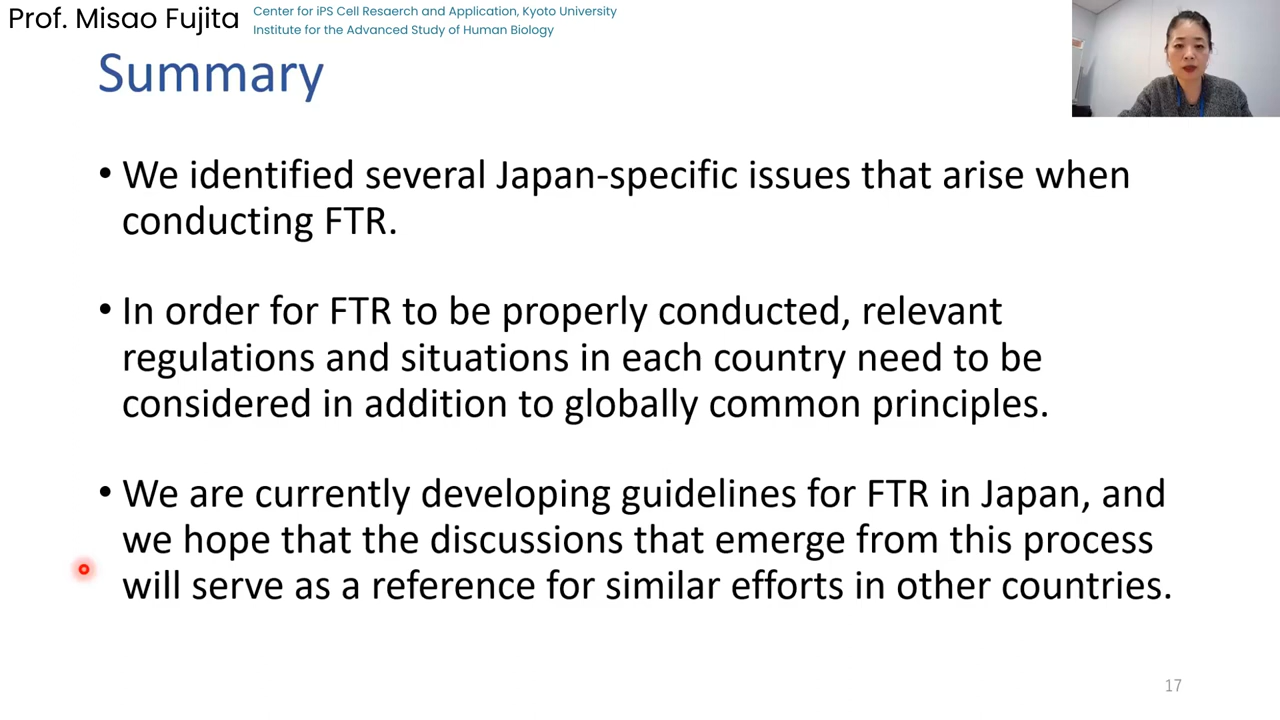 Prof. Misao Fujita
Center for iPS Cell Resaerch and Application, Kyoto University
Institute for the Advanced Study of Human Biology
Summary
• We identified several Japan-specific issues that arise when
conducting FTR.
• In order for FTR to be properly conducted, relevant
regulations and situations in each country need to be
considered in addition to globally common principles.
• We are currently developing guidelines for FTR in Japan, and
we hope that the discussions that emerge from this process
will serve as a reference for similar efforts in other countries.
17